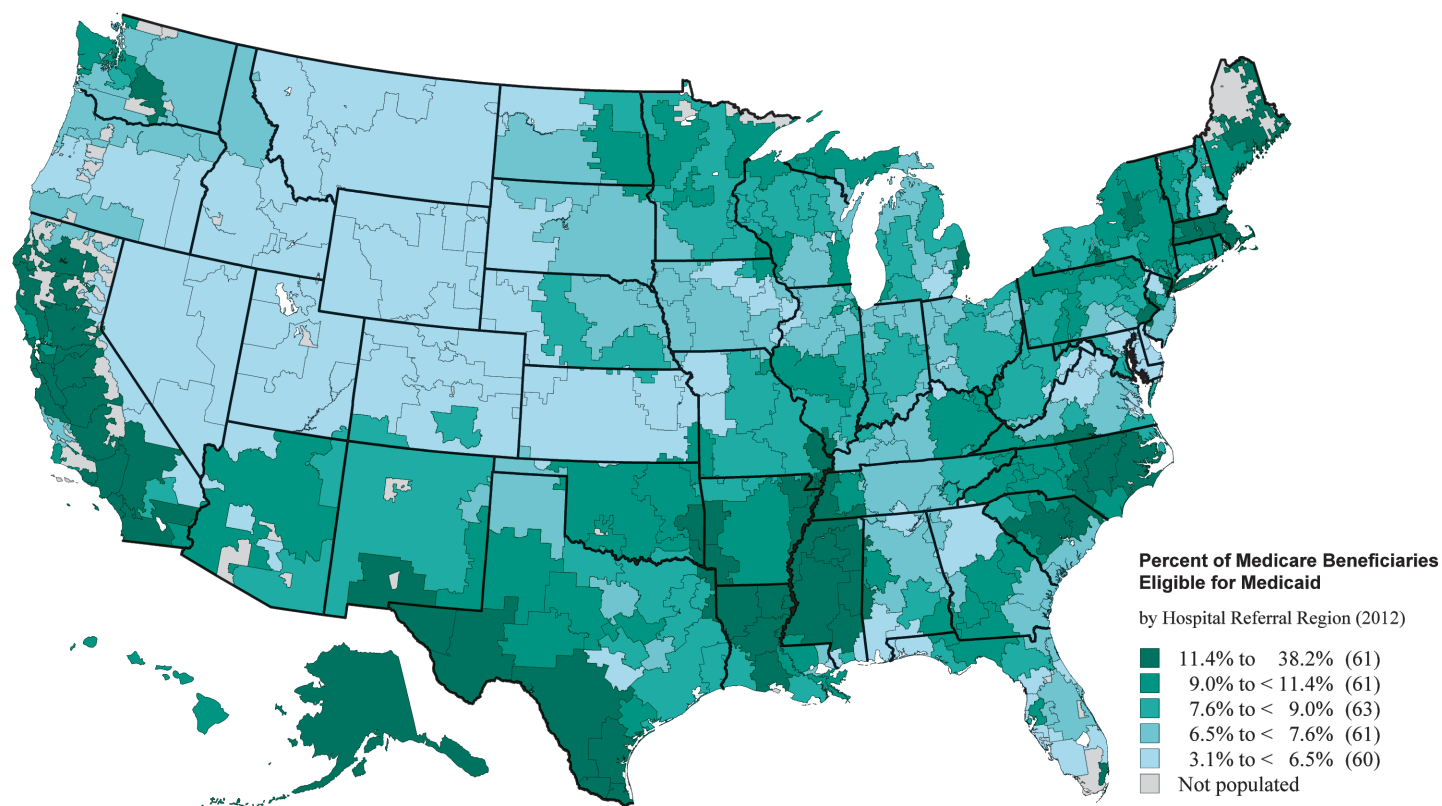 Percent of Medicare Beneficiaries
Eligible for Medicaid
by Hospital Referral Region (2012)
11.4% to 38.2% (61)
9.0% to < 11.4% (61)
7.6% to < 9.0% (63)
6.5% to < 7.6% (61)
3.1% to < 6.5% (60)
Not populated